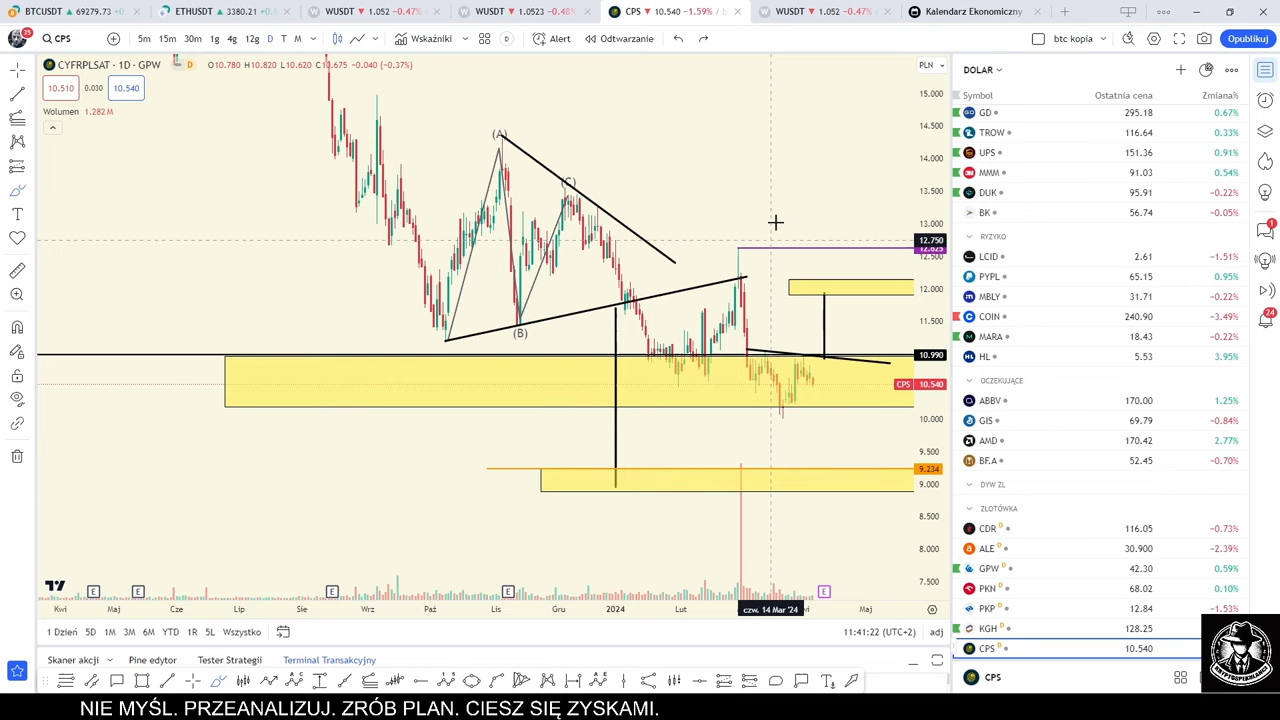 BTCUSDT ▲ 69279.73 +0.
ETHUSDT ▲ 3380.21 +0.
WUSDT ▼ 1.052 −0.47%
WUSDT ▼ 1.0523 −0.48%
CPS ▼ 10.540 −1.59%
WUSDT ▼ 1.052 −0.47%
Kalendarz Ekonomiczny
35
CPS
5m 15m 30m 1g 4g 12g D T M
Wskaźniki
Alert
Odtwarzanie
btc kopia
Opublikuj
CYFRPLSAT · 1D · GPW
D
O10.780 H10.820 L10.620 C10.675 −0.040 (−0.37%)
PLN
10.510 0.030 10.540
Wolumen 1.282 M
(A)
(C)
(B)
15.000
14.500
14.000
13.500
13.000
12.750
12.500
12.000
11.500
10.990
CPS 10.540
10.000
9.500
9.234
9.000
8.500
8.000
7.500
E E E E E
Kwi Maj Cze Lip Sie Wrz Paź Lis Gru 2024 Lut czw. 14 Mar '24 Maj
1 Dzień 5D 1M 3M 6M YTD 1R 5L Wszystko
11:41:22 (UTC+2)
adj
Skaner akcji
Pine edytor
Tester Strategii
Terminal Transakcyjny
DOLAR
Symbol Ostatnia cena Zmiana%
GD 295.18 0.67%
TROW 116.64 0.33%
UPS 151.36 0.91%
MMM 91.03 0.54%
DUK 95.91 −0.22%
BK 56.74 −0.05%
RYZYKO
LCID 2.61 −1.51%
PYPL 65.15 0.95%
MBLY 31.71 −0.22%
COIN 240.90 −3.49%
MARA 18.43 −0.22%
HL 5.53 3.95%
OCZEKUJĄCE
ABBV 170.00 1.25%
GIS 69.79 −0.84%
AMD 170.42 2.77%
BF.A 52.45 −0.70%
DYW ZL
ZŁOTÓWKA
CDR D 116.05 −0.73%
ALE D 30.900 −2.39%
GPW D 42.30 0.59%
PKN D 68.02 0.10%
PKP D 12.84 −1.53%
KGH D 128.25
CPS D 10.540
CPS
1
24
NIE MYŚL. PRZEANALIZUJ. ZRÓB PLAN. CIESZ SIĘ ZYSKAMI.